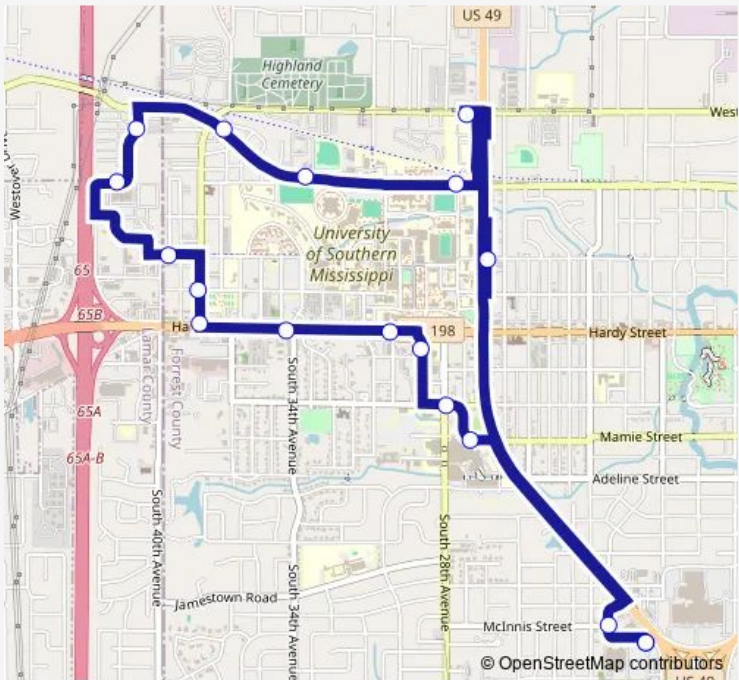 US 49
Highland
Cemetery
West
Westover Drive
University
of Southern
Mississippi
65
65B
Ha
198
Hardy Street
Lamar County
Forrest County
South 34th Avenue
65A
Mamie Street
65A-B
Adeline Street
South 40th Avenue
South 28th Avenue
South 34th Avenue
Jamestown Road
McInnis Street
© OpenStreetMap contributors
US 49